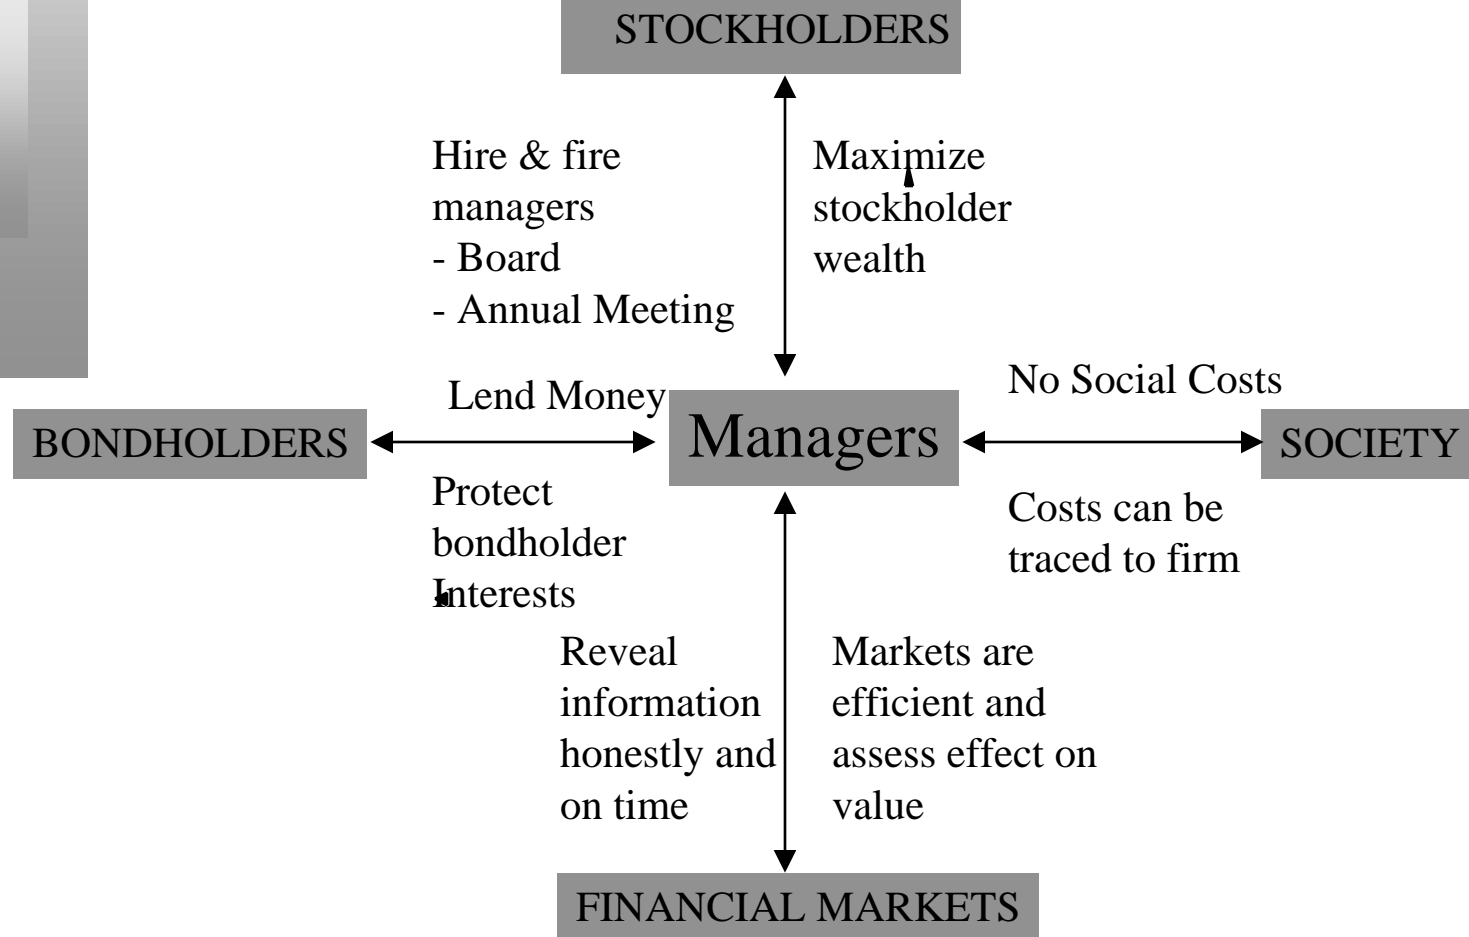 STOCKHOLDERS
Hire & fire
managers
- Board
- Annual Meeting
Maximize
stockholder
wealth
Lend Money
No Social Costs
BONDHOLDERS
Managers
SOCIETY
Protect
bondholder
Interests
Costs can be
traced to firm
Reveal
information
honestly and
on time
Markets are
efficient and
assess effect on
value
FINANCIAL MARKETS